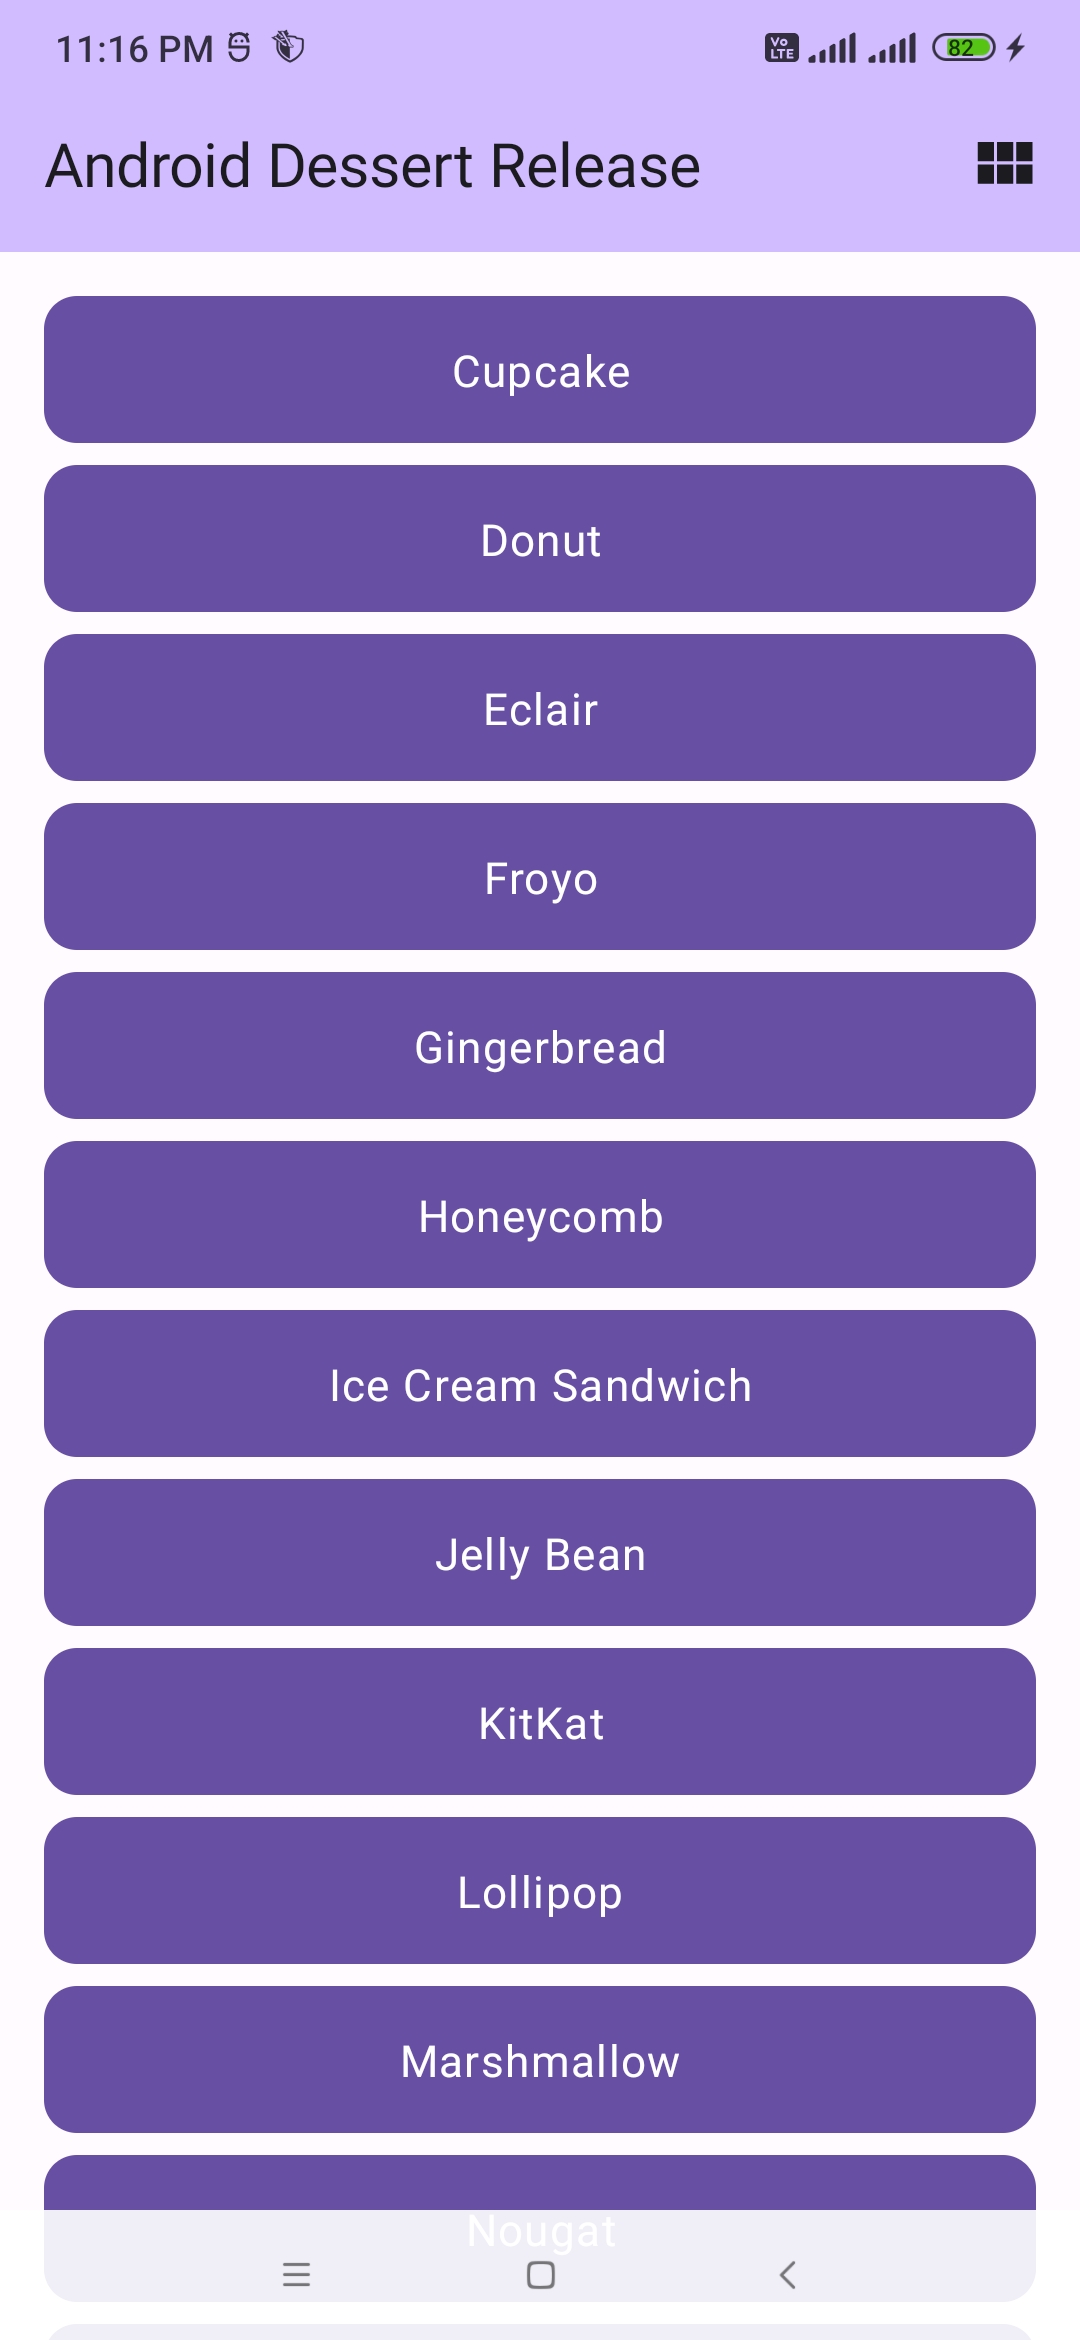 11:16 PM
Vo
LTE
82
Android Dessert Release
Cupcake
Donut
Eclair
Froyo
Gingerbread
Honeycomb
Ice Cream Sandwich
Jelly Bean
KitKat
Lollipop
Marshmallow
Nougat